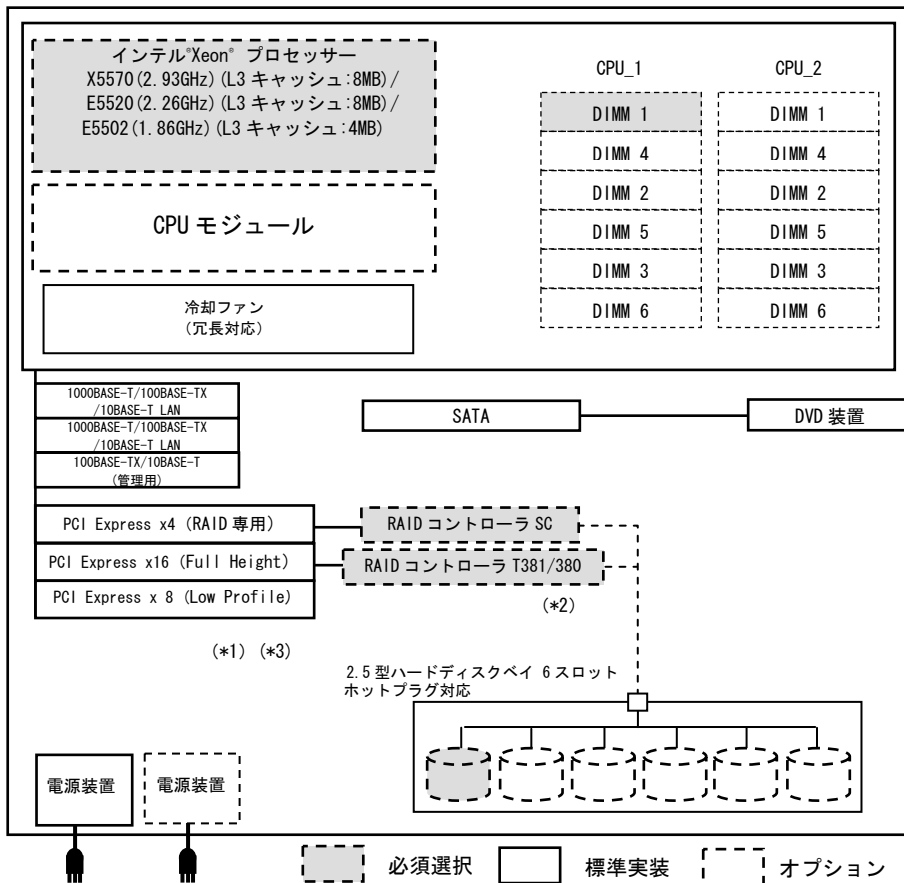 インテル®Xeon® プロセッサー
X5570(2.93GHz)(L3 キャッシュ:8MB)/
E5520(2.26GHz)(L3 キャッシュ:8MB)/
E5502(1.86GHz)(L3 キャッシュ:4MB)
CPU モジュール
冷却ファン
(冗長対応)
CPU_1
DIMM 1
DIMM 4
DIMM 2
DIMM 5
DIMM 3
DIMM 6
CPU_2
DIMM 1
DIMM 4
DIMM 2
DIMM 5
DIMM 3
DIMM 6
1000BASE-T/100BASE-TX
/10BASE-T LAN
1000BASE-T/100BASE-TX
/10BASE-T LAN
100BASE-TX/10BASE-T
(管理用)
SATA
DVD 装置
PCI Express x4 (RAID 専用)
RAID コントローラ SC
PCI Express x16 (Full Height)
RAID コントローラ T381/380
PCI Express x 8 (Low Profile)
(*2)
(*1) (*3)
2.5 型ハードディスクベイ 6 スロット
ホットプラグ対応
電源装置
電源装置
必須選択
標準実装
オプション